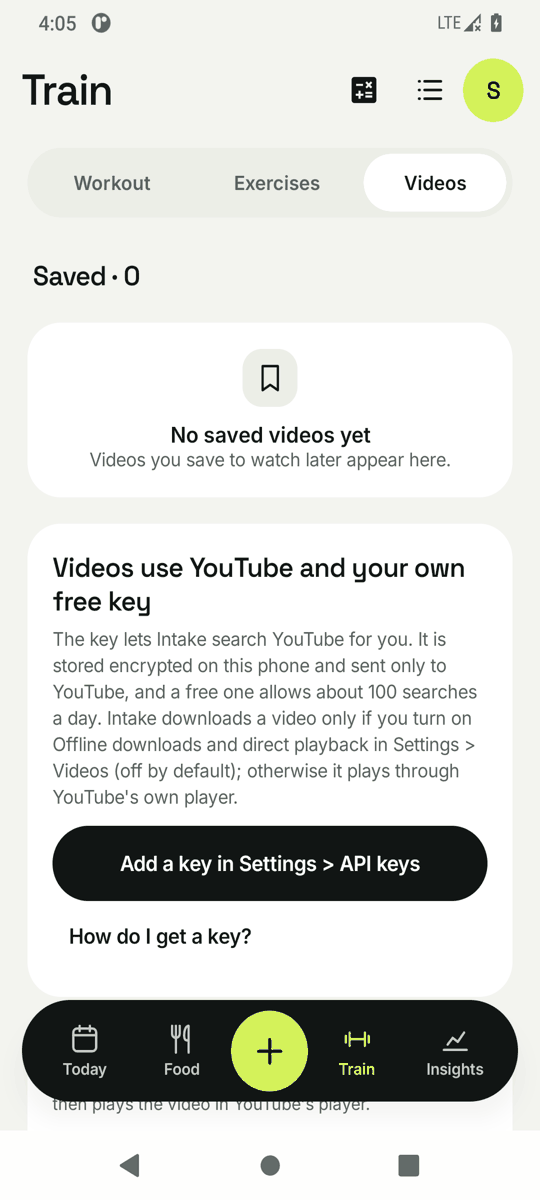 4:05
LTE
Train
S
Workout
Exercises
Videos
Saved · 0
No saved videos yet
Videos you save to watch later appear here.
Videos use YouTube and your own
free key
The key lets Intake search YouTube for you. It is
stored encrypted on this phone and sent only to
YouTube, and a free one allows about 100 searches
a day. Intake downloads a video only if you turn on
Offline downloads and direct playback in Settings >
Videos (off by default); otherwise it plays through
YouTube's own player.
Add a key in Settings > API keys
How do I get a key?
Today
Food
Train
Insights
then plays the video in YouTube's player.